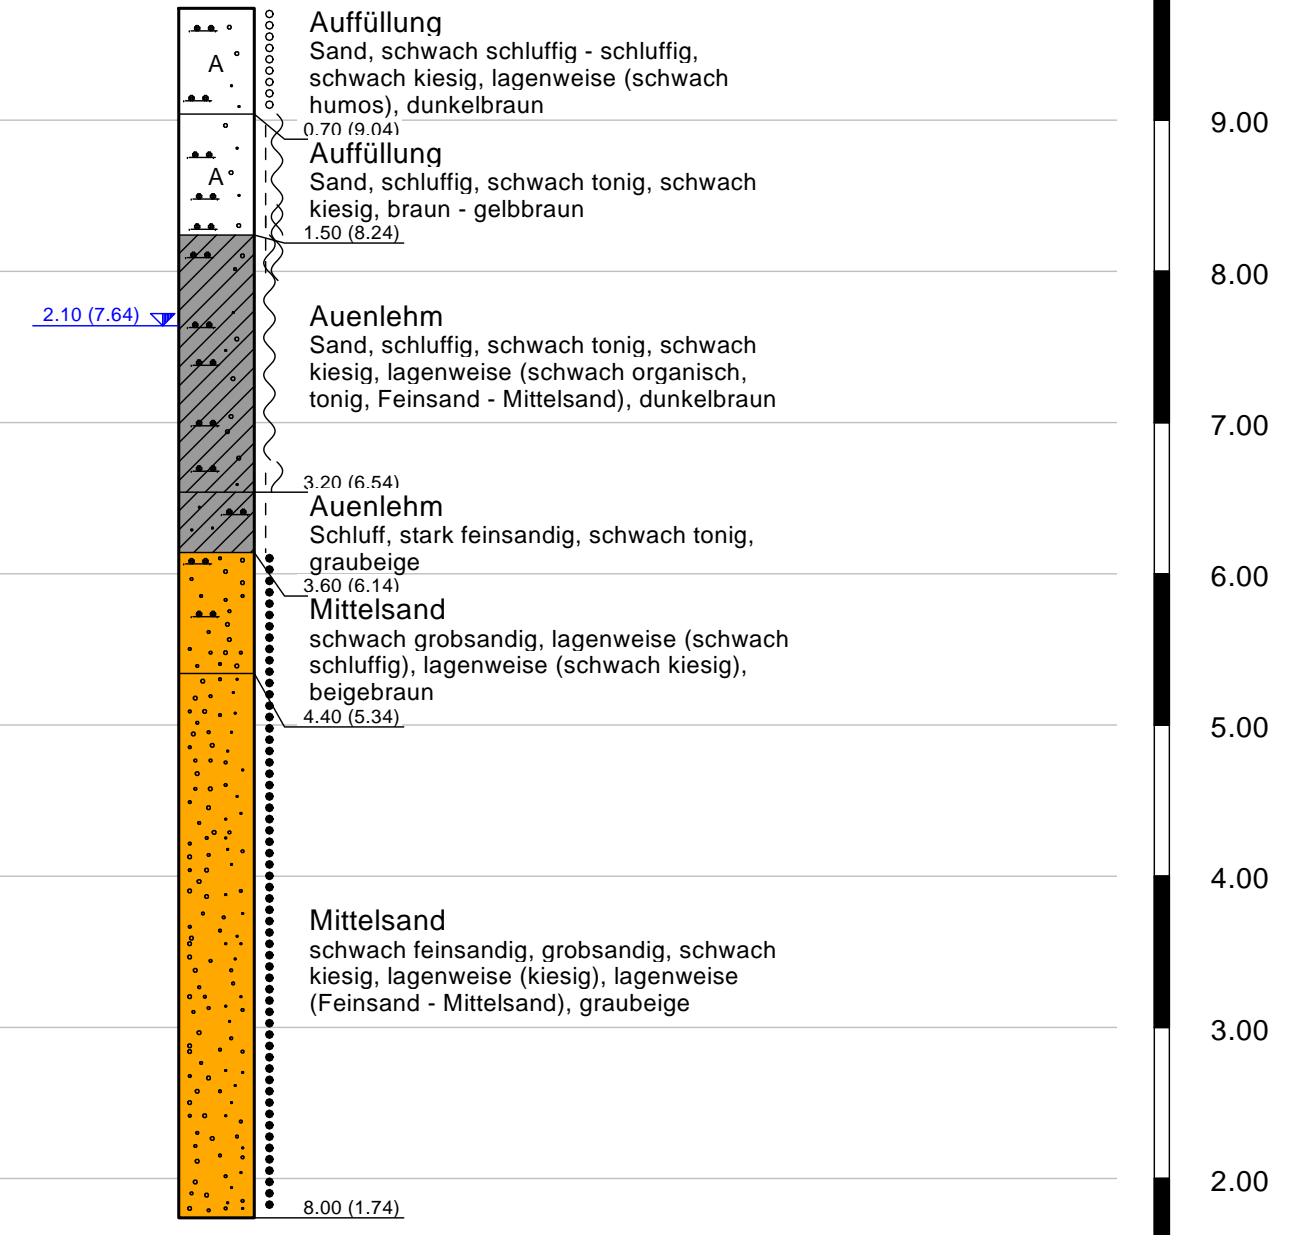 Auffüllung
Sand, schwach schluffig - schluffig,
schwach kiesig, lagenweise (schwach
humos), dunkelbraun
A
0.70 (9.04)
9.00
Auffüllung
Sand, schluffig, schwach tonig, schwach
kiesig, braun - gelbbraun
A
1.50 (8.24)
8.00
2.10 (7.64)
Auenlehm
Sand, schluffig, schwach tonig, schwach
kiesig, lagenweise (schwach organisch,
tonig, Feinsand - Mittelsand), dunkelbraun
7.00
3.20 (6.54)
Auenlehm
Schluff, stark feinsandig, schwach tonig,
graubeige
3.60 (6.14)
6.00
Mittelsand
schwach grobsandig, lagenweise (schwach
schluffig), lagenweise (schwach kiesig),
beigebraun
4.40 (5.34)
5.00
4.00
Mittelsand
schwach feinsandig, grobsandig, schwach
kiesig, lagenweise (kiesig), lagenweise
(Feinsand - Mittelsand), graubeige
3.00
2.00
8.00 (1.74)